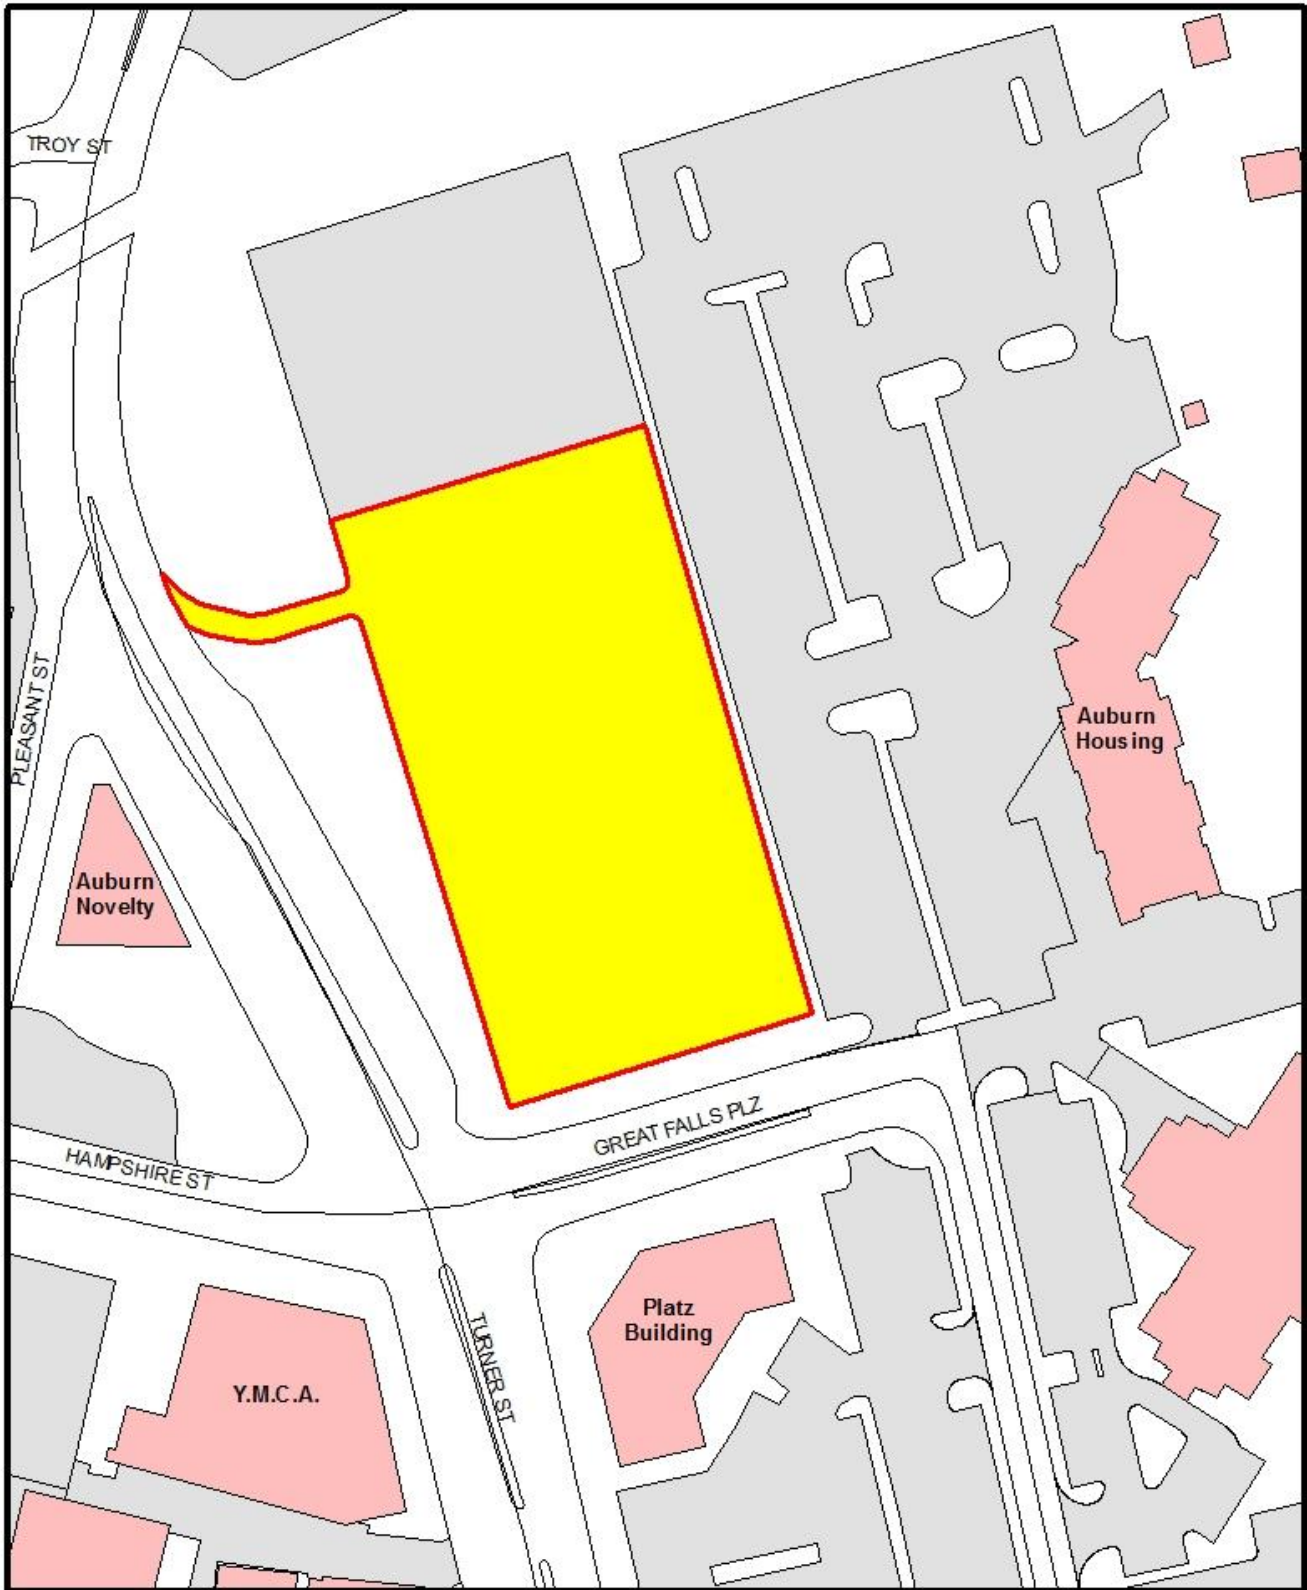 TROY ST
PLEASANT ST
Auburn
Housing
Auburn
Novelty
GREAT FALLS PLZ
HAMPSHIRE ST
Platz
Building
TURNER ST
Y.M.C.A.